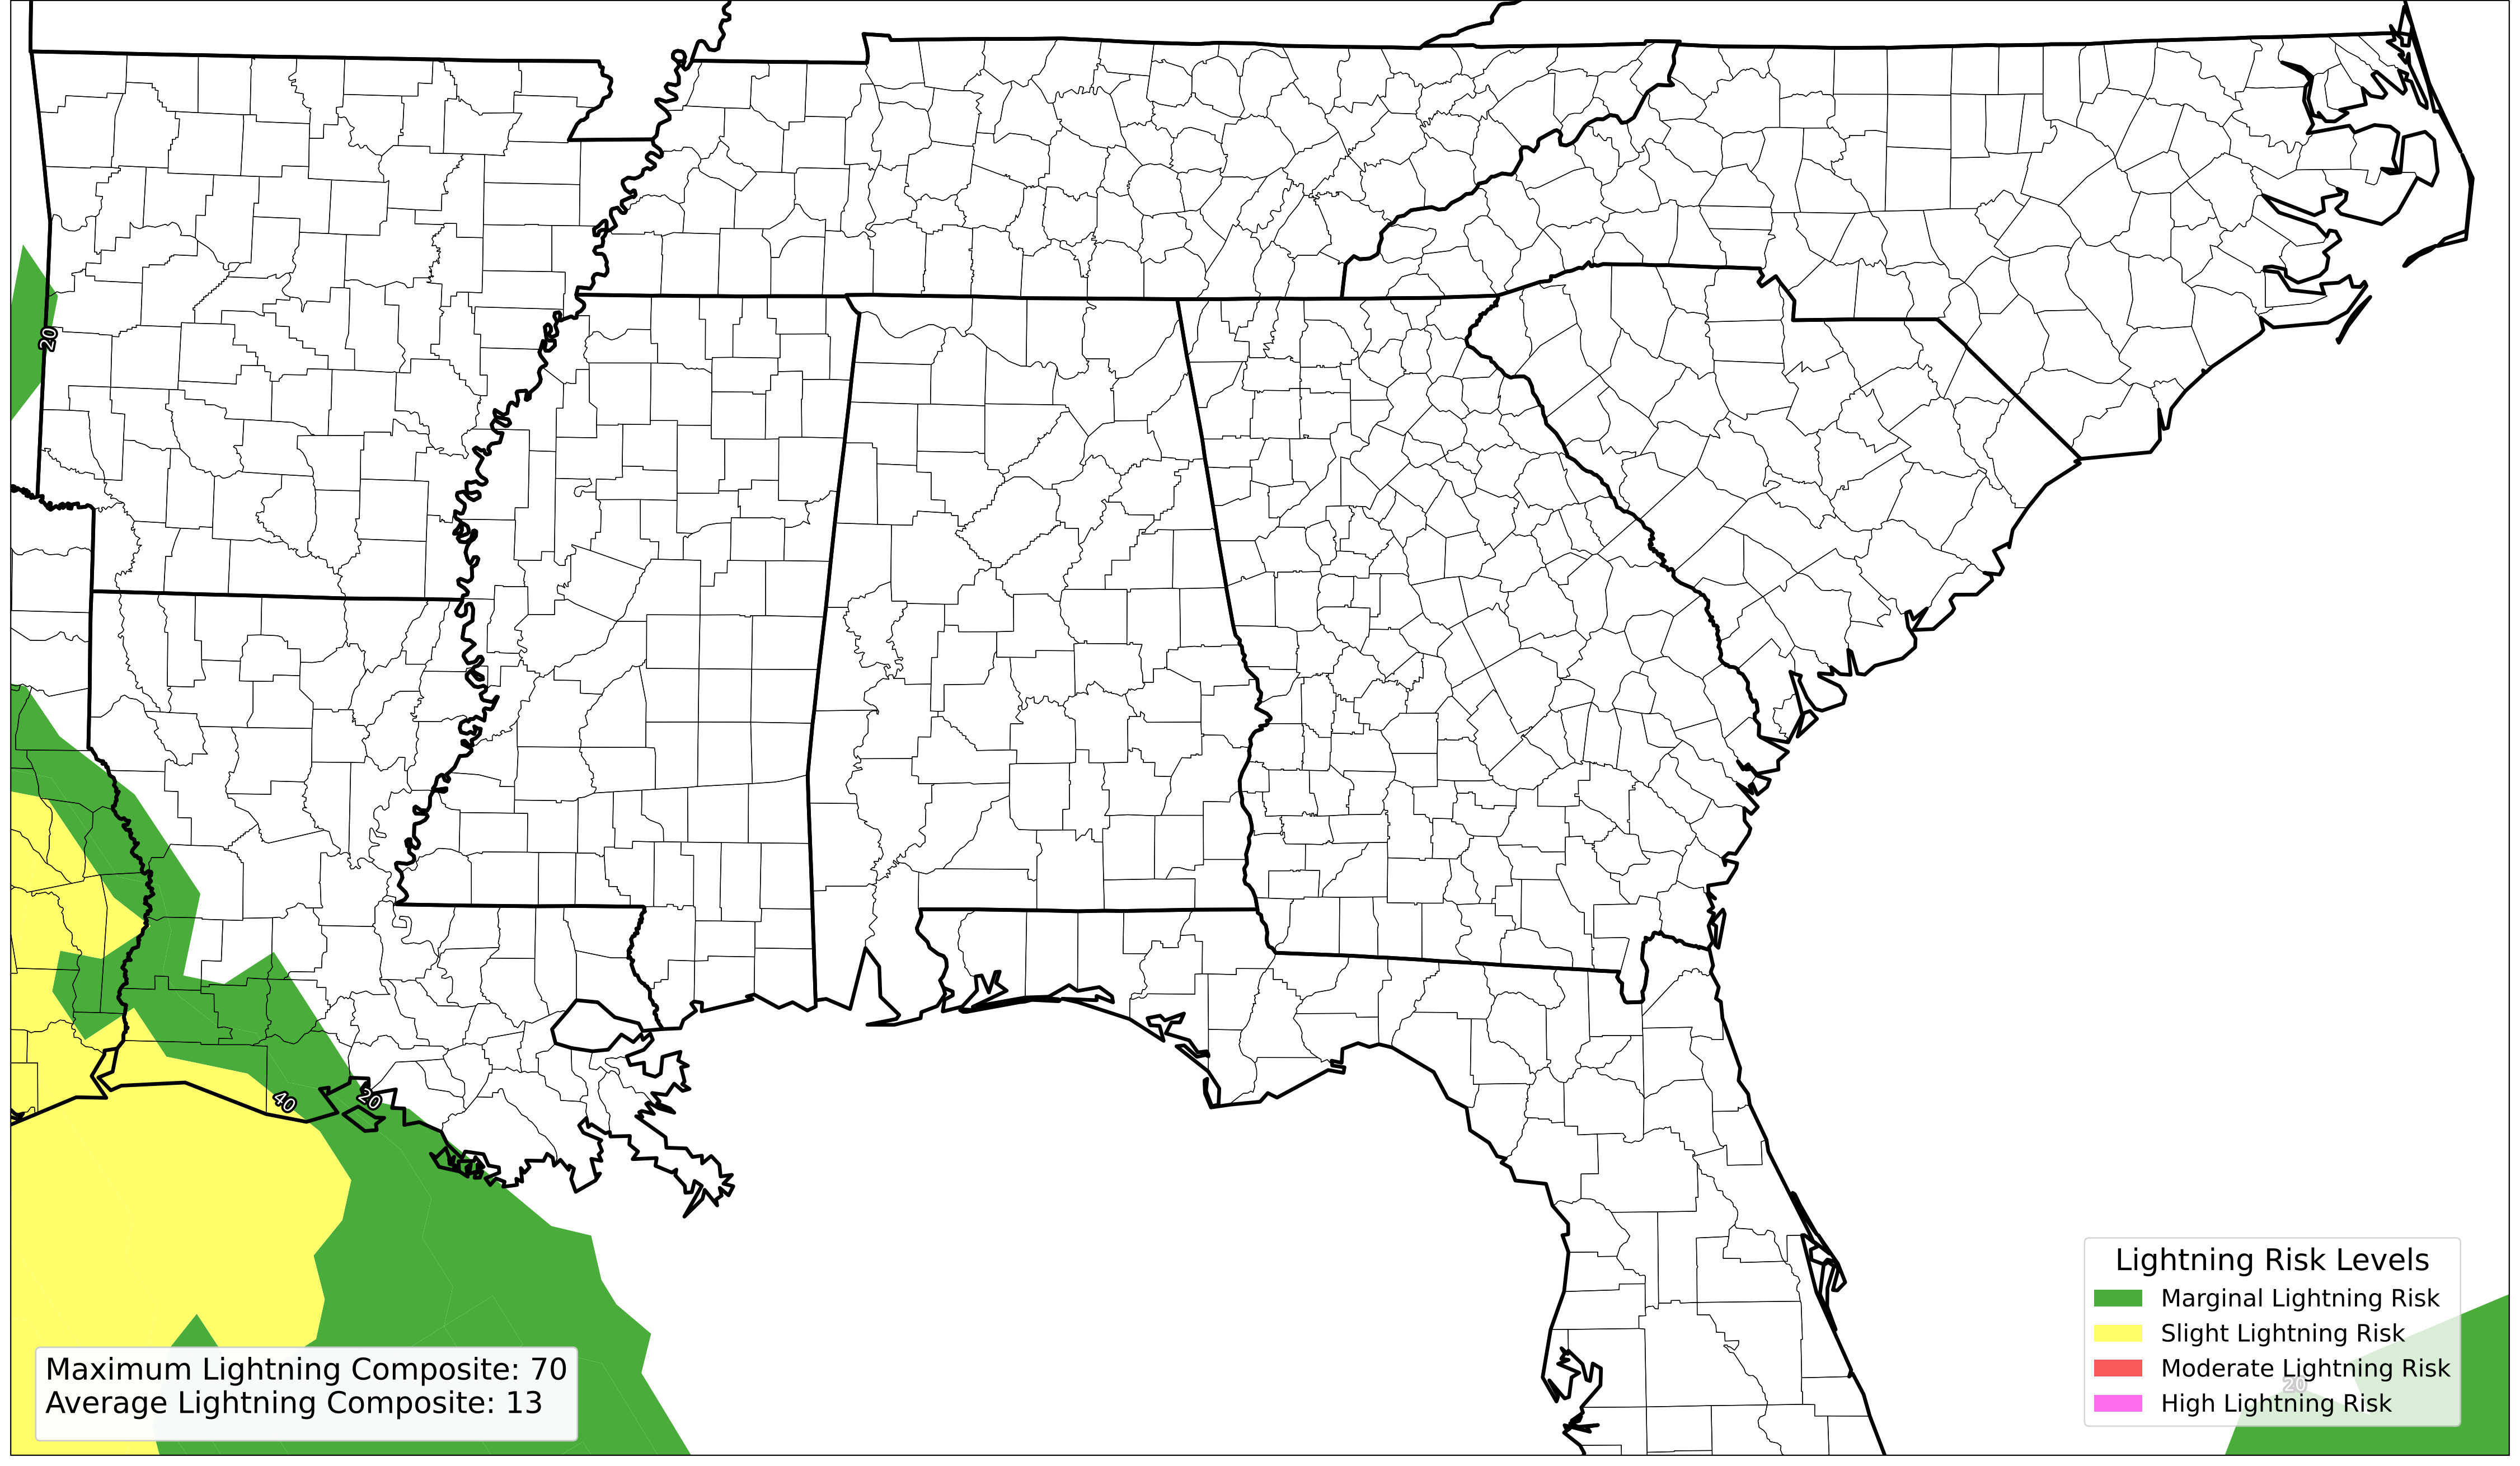 20
40
20
Maximum Lightning Composite: 70
Average Lightning Composite: 13
Lightning Risk Levels
Marginal Lightning Risk
Slight Lightning Risk
Moderate Lightning Risk
20
High Lightning Risk